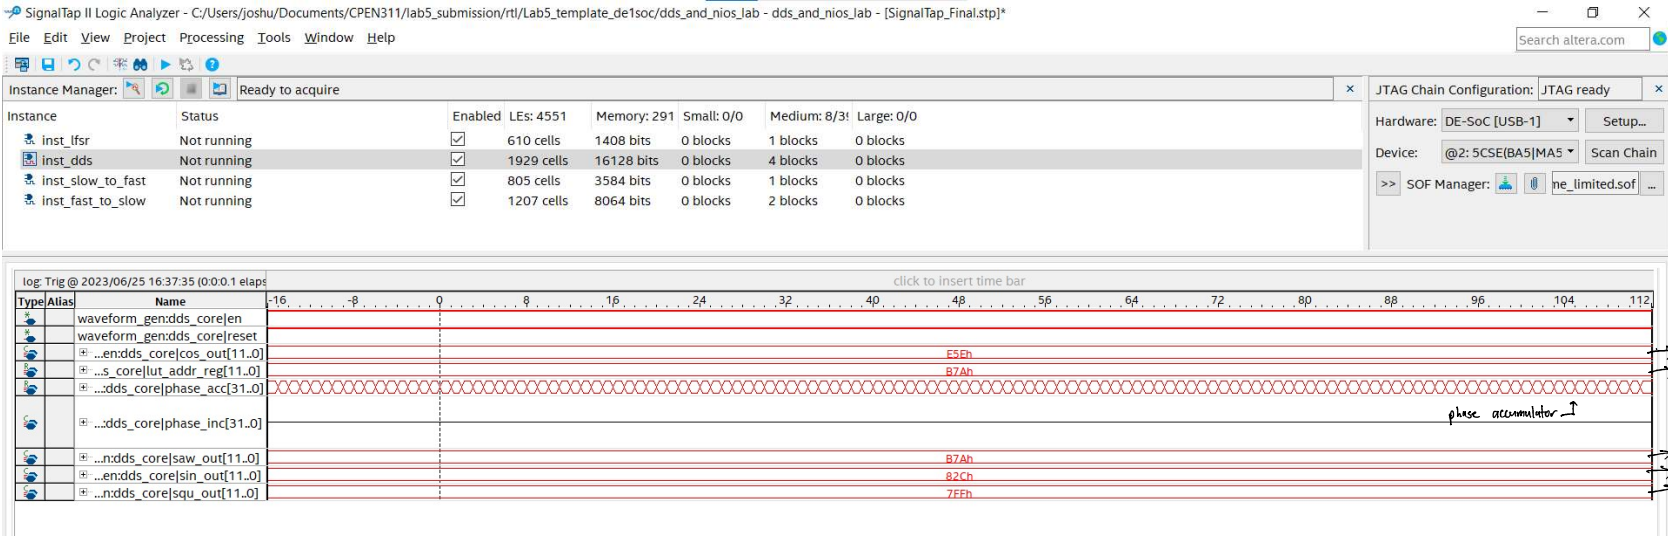 SignalTap II Logic Analyzer - C:/Users/joshu/Documents/CPEN311/lab5_submission/rtl/Lab5_template_de1soc/dds_and_nios_lab - dds_and_nios_lab - [SignalTap_Final.stp]*
File Edit View Project Processing Tools Window Help
Search altera.com
Instance Manager: Ready to acquire
JTAG Chain Configuration: JTAG ready
Instance Status Enabled LEs: 4551 Memory: 291 Small: 0/0 Medium: 8/39 Large: 0/0
Hardware: DE-SoC [USB-1] Setup...
inst_lfsr Not running 610 cells 1408 bits 0 blocks 1 blocks 0 blocks
inst_dds Not running 1929 cells 16128 bits 0 blocks 4 blocks 0 blocks
Device: @2: 5CSE(BA5|MA5 Scan Chain
inst_slow_to_fast Not running 805 cells 3584 bits 0 blocks 1 blocks 0 blocks
>> SOF Manager: ne_limited.sof ...
inst_fast_to_slow Not running 1207 cells 8064 bits 0 blocks 2 blocks 0 blocks
log: Trig @ 2023/06/25 16:37:35 (0:0:0.1 elaps
click to insert time bar
Type Alias Name -16 -8 0 8 16 24 32 40 48 56 64 72 80 88 96 104 112
waveform_gen:dds_core|en
waveform_gen:dds_core|reset
...en:dds_core|cos_out[11..0] E5Eh
...s_core|lut_addr_reg[11..0] B7Ah
...:dds_core|phase_acc[31..0]
phase accumulator
...:dds_core|phase_inc[31..0]
...n:dds_core|saw_out[11..0] B7Ah
...en:dds_core|sin_out[11..0] 82Ch
...n:dds_core|squ_out[11..0] 7FFh